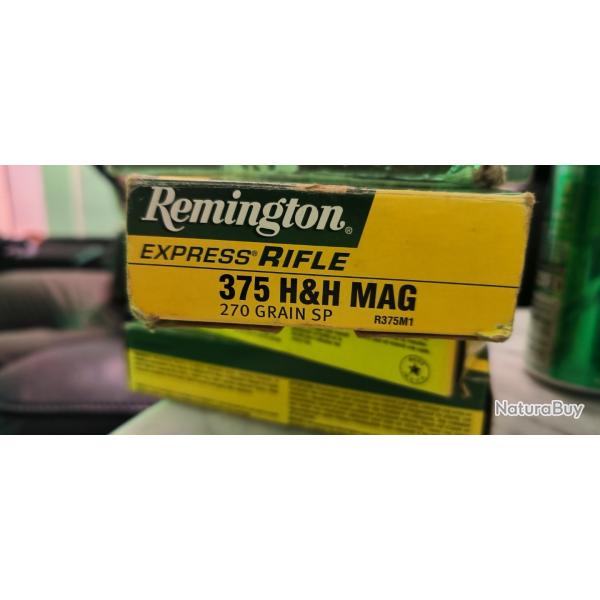 Remington®
EXPRESS® RIFLE
375 H&H MAG
270 GRAIN SP
R375M1
NaturaBuy